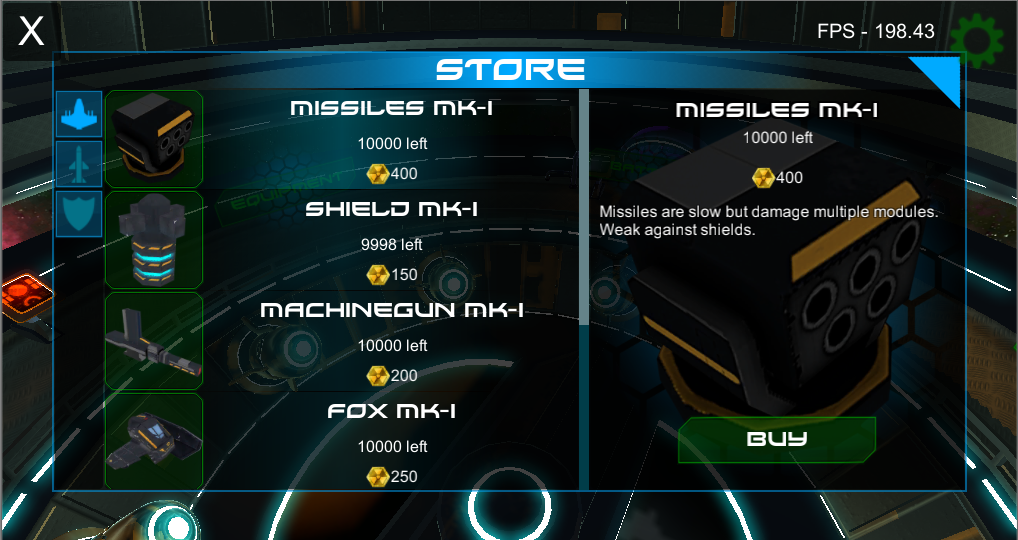 X
FPS - 198.43
STORE
MISSILES MK-I
10000 left
400
SHIELD MK-I
9998 left
150
MACHINEGUN MK-I
10000 left
200
FOX MK-I
10000 left
250
MISSILES MK-I
10000 left
400
Missiles are slow but damage multiple modules.
Weak against shields.
BUY
EQUIPMENT